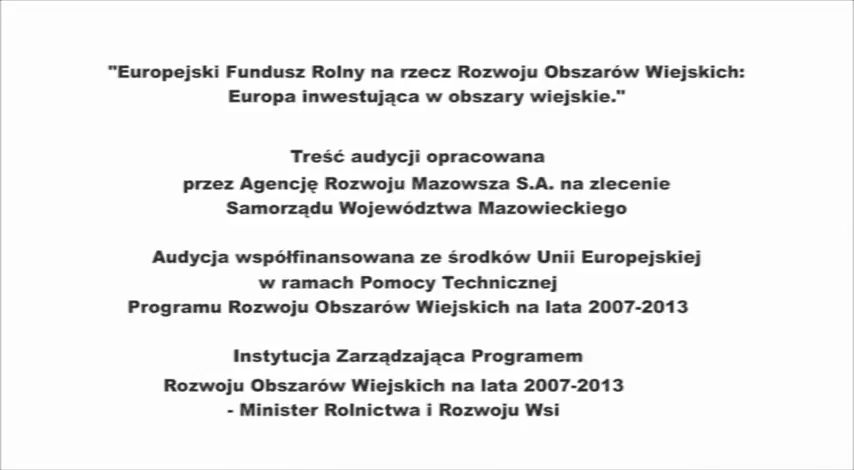 "Europejski Fundusz Rolny na rzecz Rozwoju Obszarów Wiejskich:
Europa inwestująca w obszary wiejskie."
Treść audycji opracowana
przez Agencję Rozwoju Mazowsza S.A. na zlecenie
Samorządu Województwa Mazowieckiego
Audycja współfinansowana ze środków Unii Europejskiej
w ramach Pomocy Technicznej
Programu Rozwoju Obszarów Wiejskich na lata 2007-2013
Instytucja Zarządzająca Programem
Rozwoju Obszarów Wiejskich na lata 2007-2013
- Minister Rolnictwa i Rozwoju Wsi